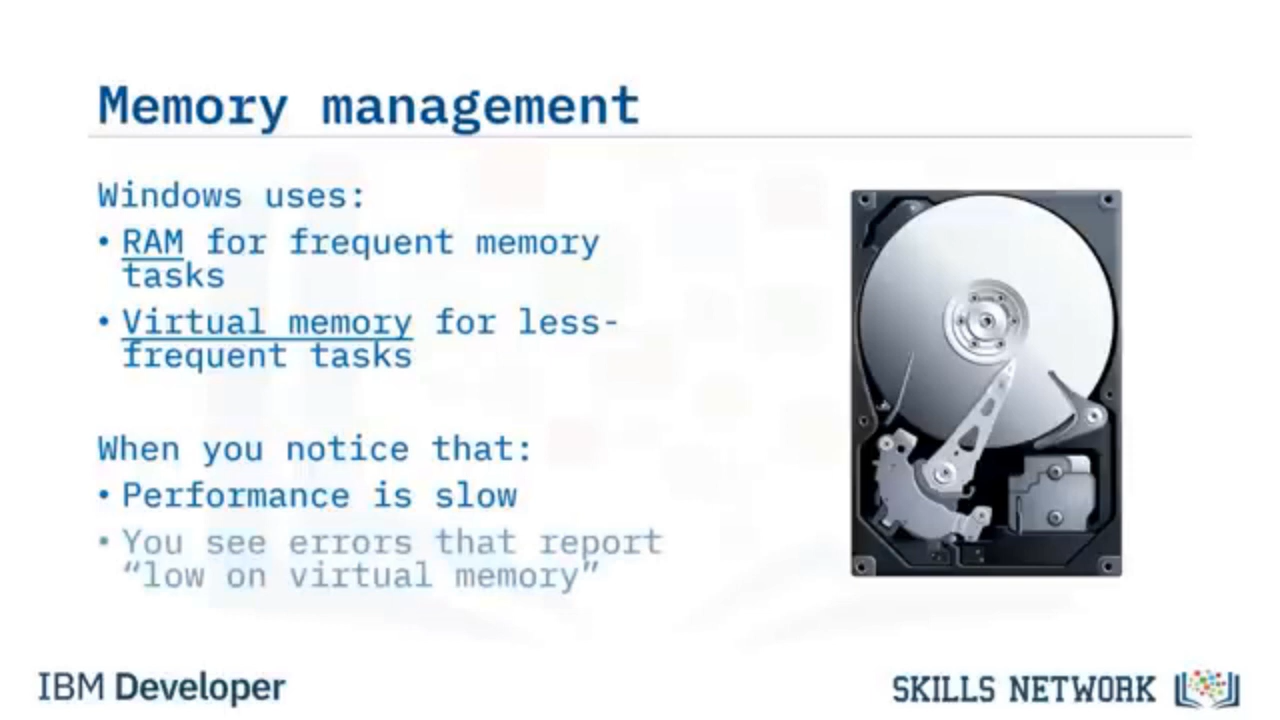 Memory management
Windows uses:
• RAM for frequent memory
tasks
• Virtual memory for less-
frequent tasks
When you notice that:
• Performance is slow
• You see errors that report
“low on virtual memory”
IBM Developer
SKILLS NETWORK